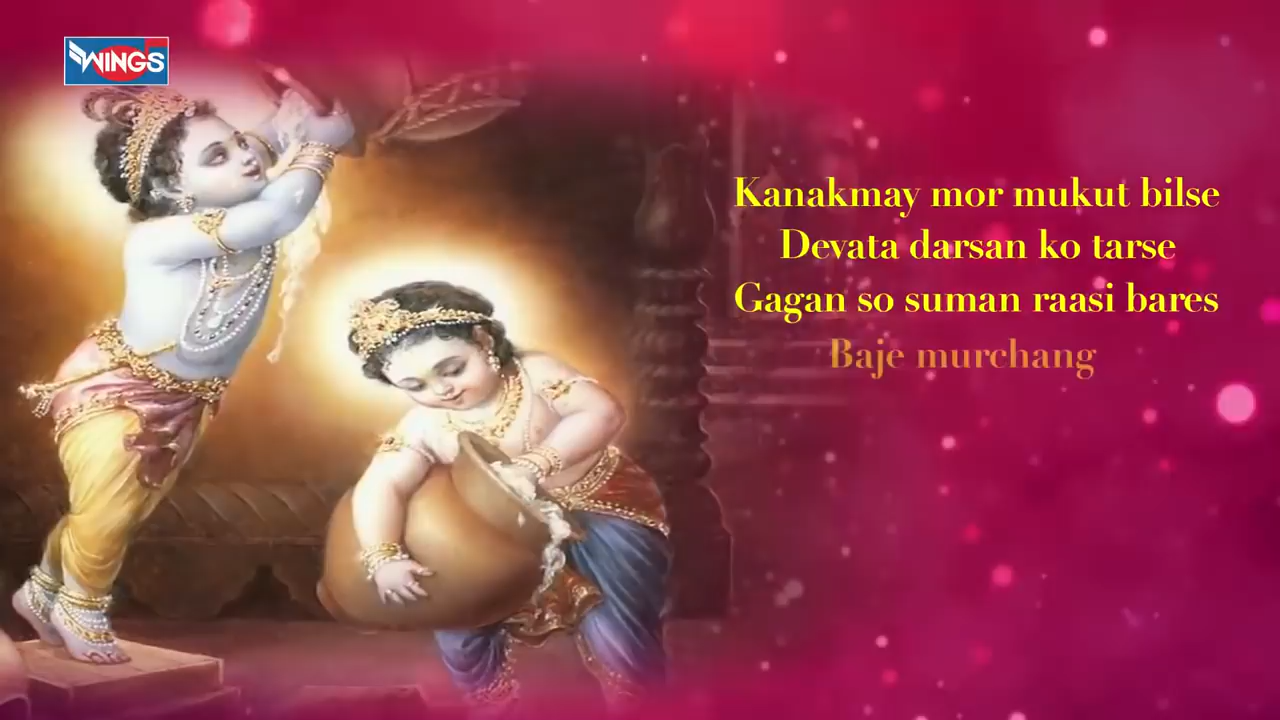 WINGS
Kanakmay mor mukut bilse
Devata darsan ko tarse
Gagan so suman raasi bares
Baje murchang